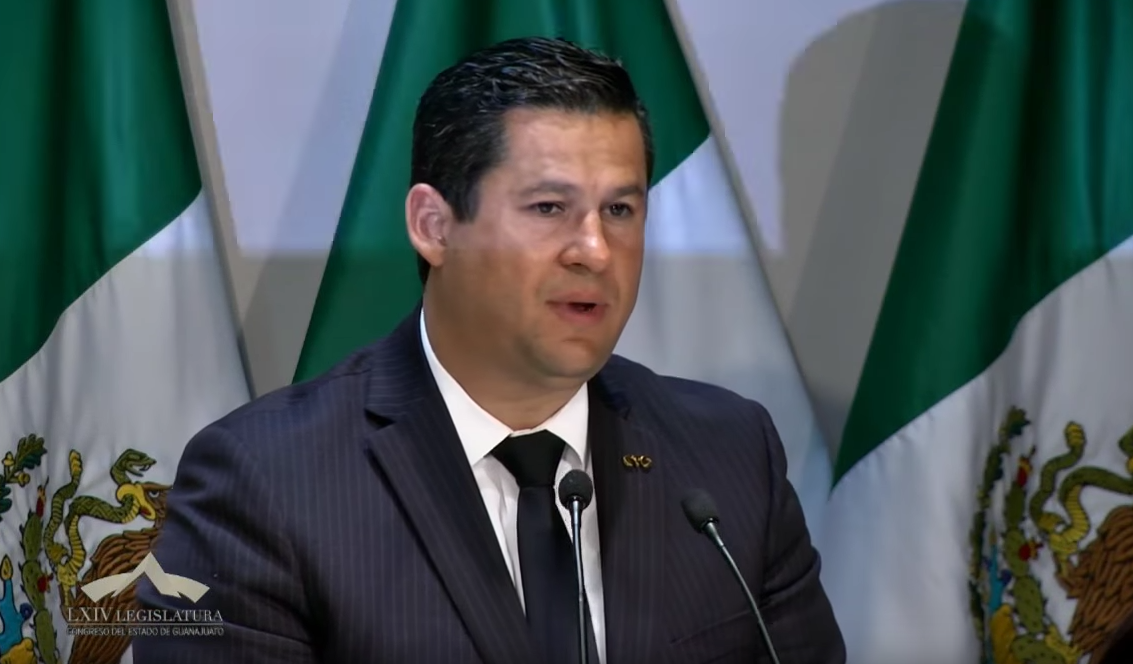 LXIV LEGISLATURA
CONGRESO DEL ESTADO DE GUANAJUATO